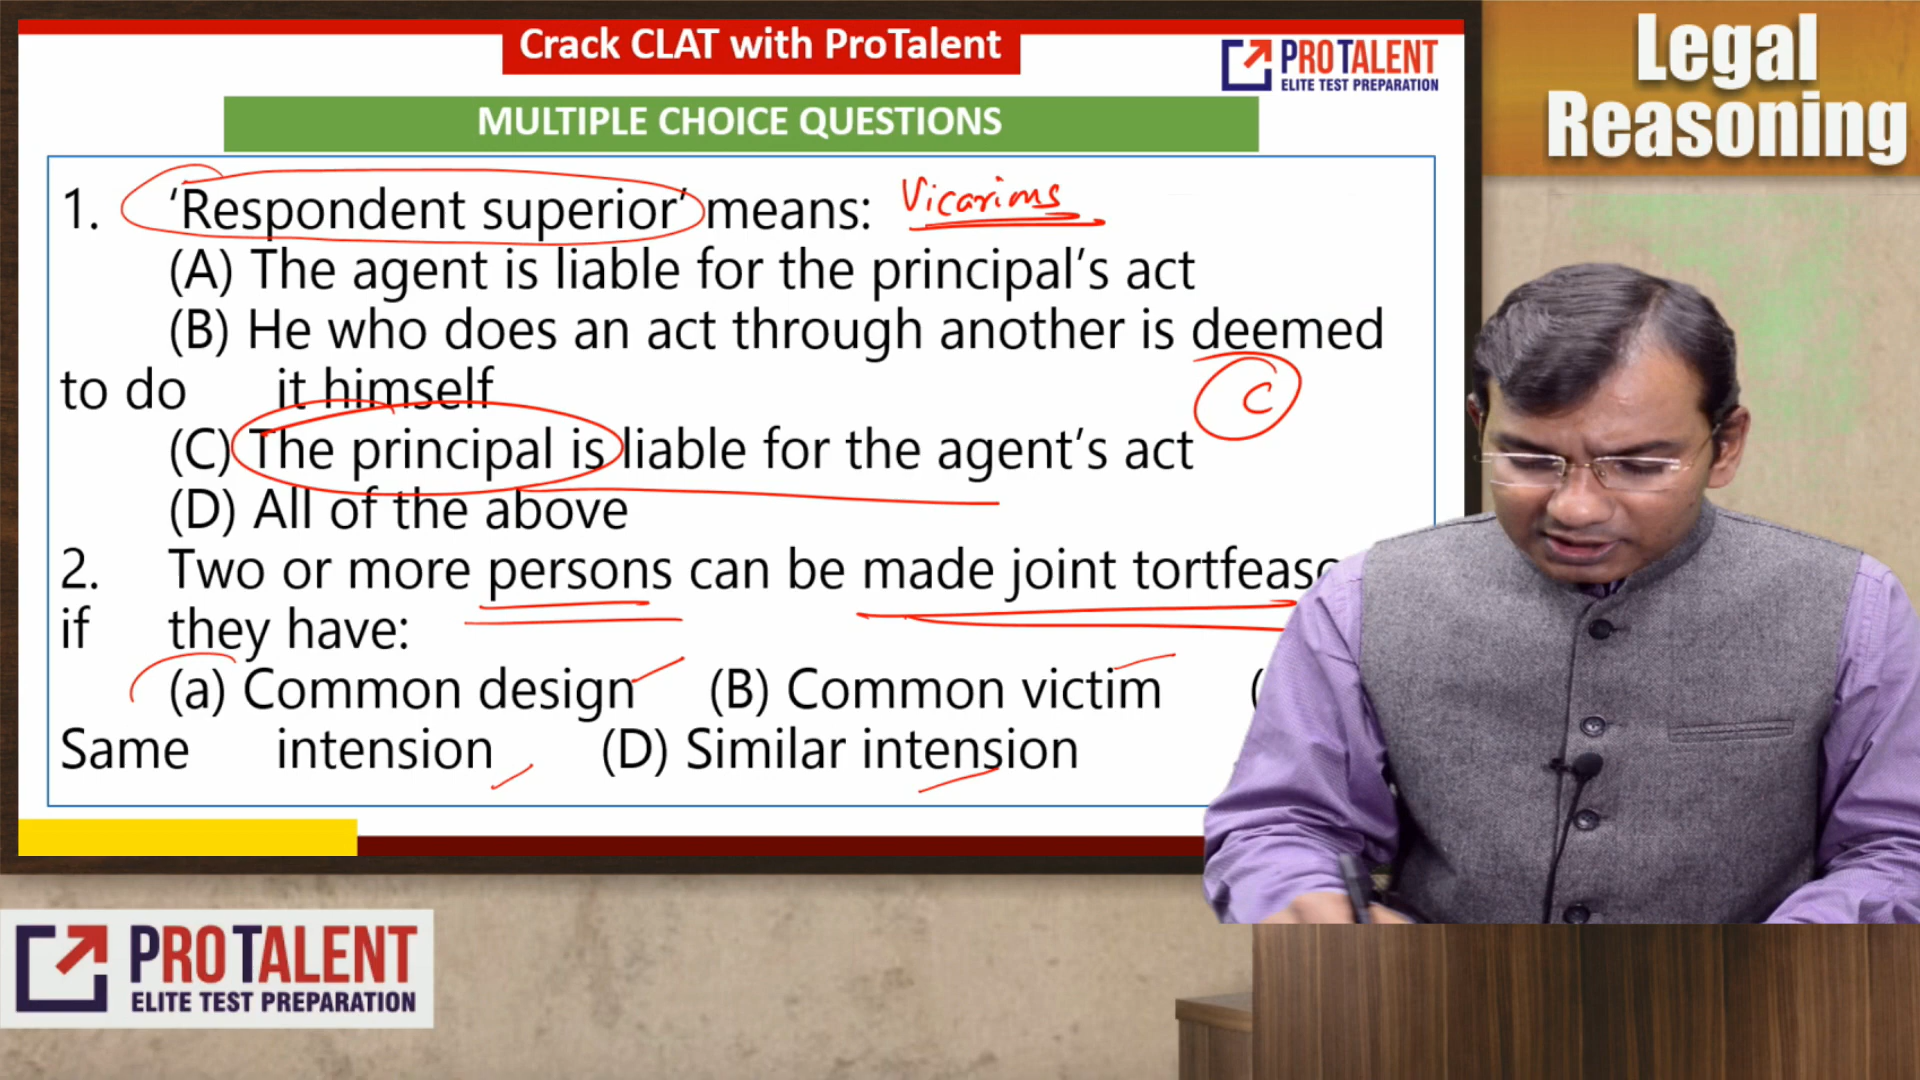 Crack CLAT with ProTalent
PROTALENT
ELITE TEST PREPARATION
Legal
Reasoning
MULTIPLE CHOICE QUESTIONS
1. ‘Respondent superior’ means: Vicarious
(A) The agent is liable for the principal’s act
(B) He who does an act through another is deemed
to do it himself
C
(C) The principal is liable for the agent’s act
(D) All of the above
2. Two or more persons can be made joint
if they have:
(a) Common design (B) Common victim (
Same intension (D) Similar intension
PROTALENT
ELITE TEST PREPARATION